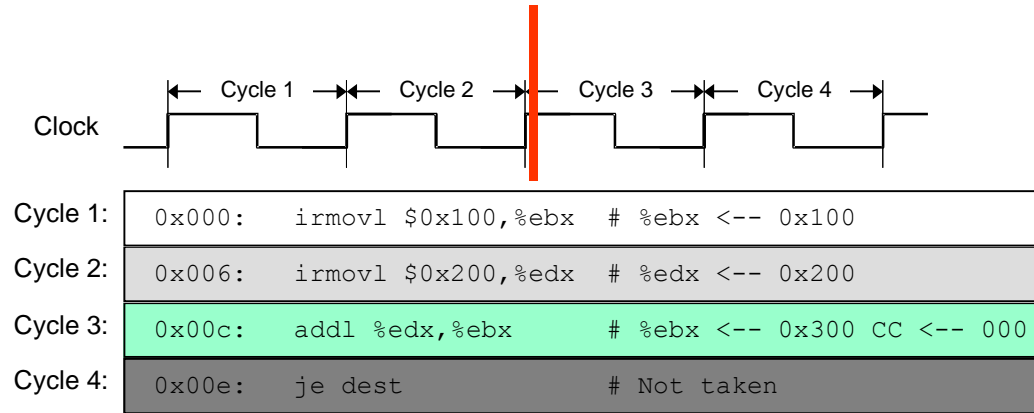 Cycle 1 Cycle 2 Cycle 3 Cycle 4
Clock
Cycle 1: 0x000: irmovl $0x100,%ebx # %ebx <-- 0x100
Cycle 2: 0x006: irmovl $0x200,%edx # %edx <-- 0x200
Cycle 3: 0x00c: addl %edx,%ebx # %ebx <-- 0x300 CC <-- 000
Cycle 4: 0x00e: je dest # Not taken